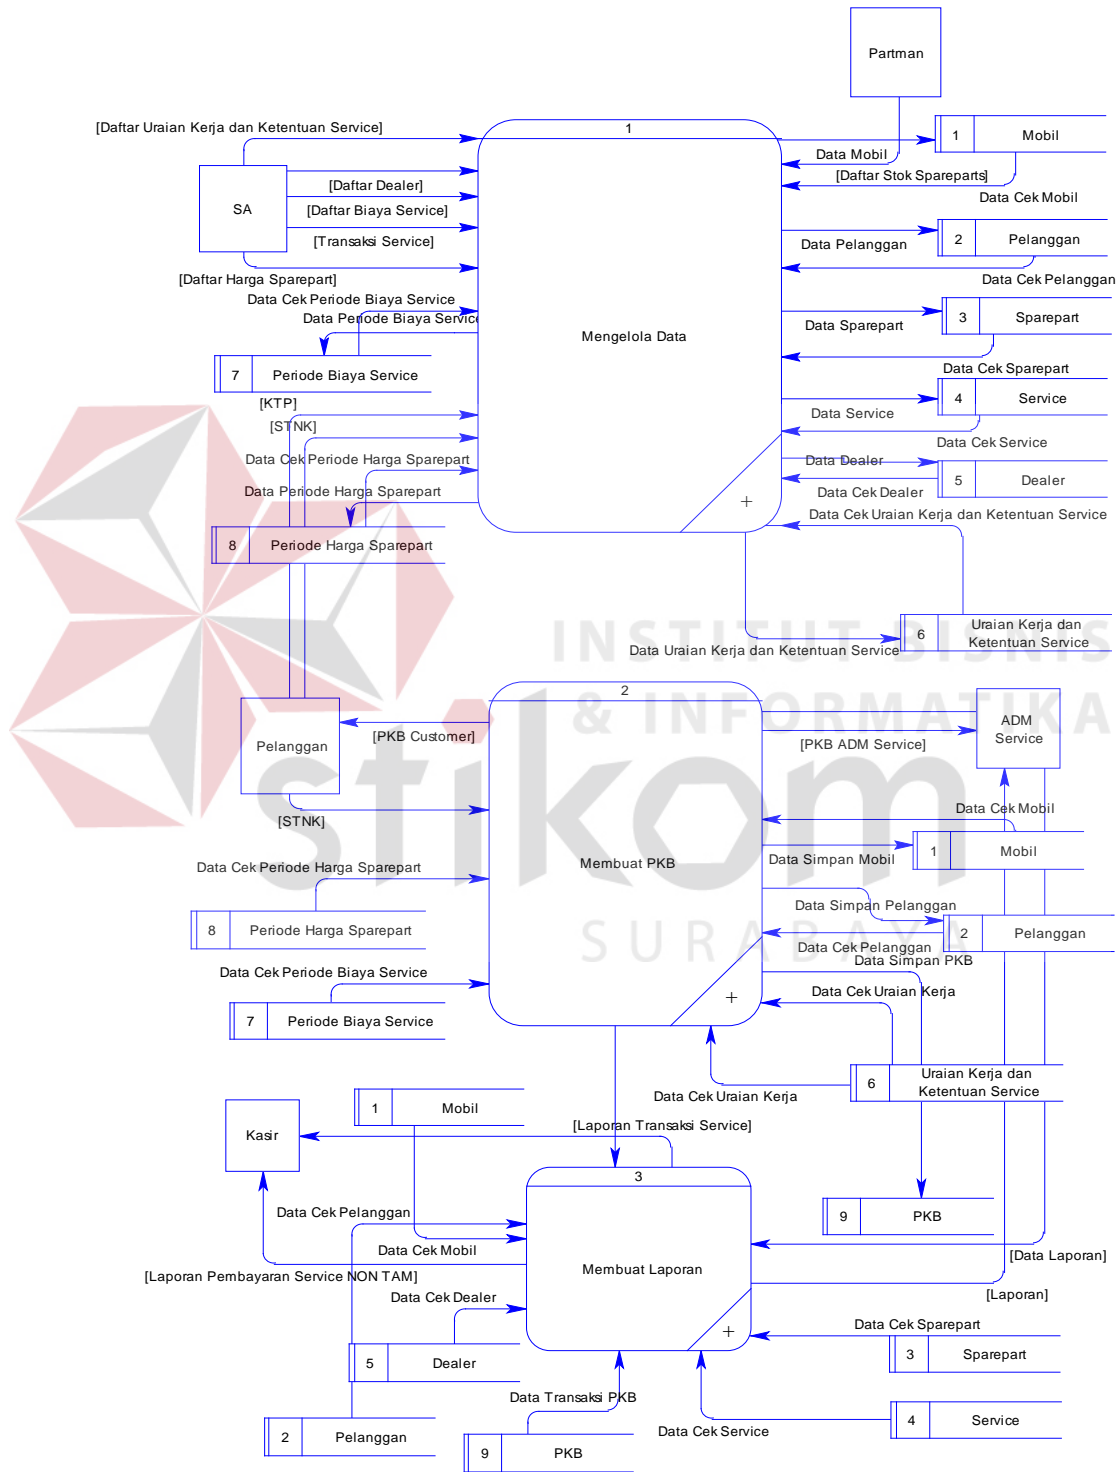 Partman
[Daftar Uraian Kerja dan Ketentuan Service]
1
1 Mobil
Data Mobil
[Daftar Stok Spareparts]
[Daftar Dealer]
SA
[Daftar Biaya Service]
Data Cek Mobil
[Transaksi Service]
Data Pelanggan
2 Pelanggan
[Daftar Harga Sparepart]
Data Cek Pelanggan
Data Cek Periode Biaya Service
Data Periode Biaya Service
Data Sparepart
3 Sparepart
Mengelola Data
7 Periode Biaya Service
Data Cek Sparepart
[KTP]
4 Service
Data Service
[STNK]
Data Cek Service
Data Cek Periode Harga Sparepart
Data Dealer
5 Dealer
Data Periode Harga Sparepart
Data Cek Dealer
+
Data Cek Uraian Kerja dan Ketentuan Service
8 Periode Harga Sparepart
6 Uraian Kerja dan
Ketentuan Service
INSTITUT BISNIS
Data Uraian Kerja dan Ketentuan Service
2
& INFORMATIKA
ADM
Service
[PKB Customer]
[PKB ADM Service]
Pelanggan
stikom
Data Cek Mobil
[STNK]
1 Mobil
Data Simpan Mobil
Membuat PKB
Data Cek Periode Harga Sparepart
Data Simpan Pelanggan
8 Periode Harga Sparepart
2 Pelanggan
SURABAYA
Data Cek Pelanggan
Data Simpan PKB
Data Cek Periode Biaya Service
Data Cek Uraian Kerja
+
7 Periode Biaya Service
6 Uraian Kerja dan
Ketentuan Service
Data Cek Uraian Kerja
1 Mobil
[Laporan Transaksi Service]
Kasir
3
Data Cek Pelanggan
9 PKB
Data Cek Mobil
[Data Laporan]
Membuat Laporan
[Laporan Pembayaran Service NON TAM]
[Laporan]
Data Cek Dealer
Data Cek Sparepart
+
3 Sparepart
5 Dealer
Data Transaksi PKB
4 Service
Data Cek Service
2 Pelanggan
9 PKB